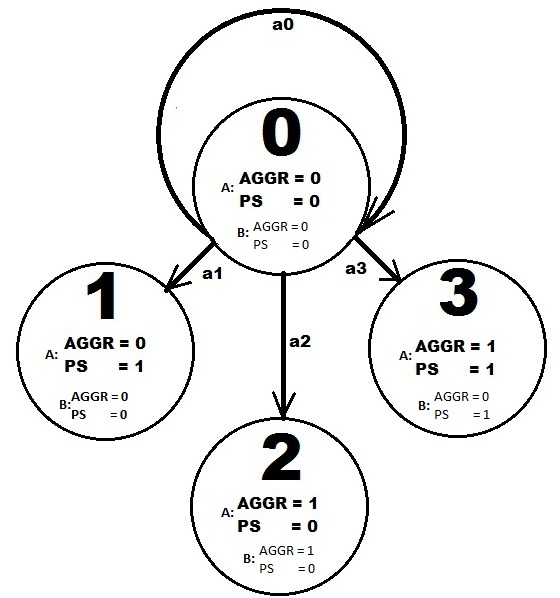 a0
0
A: AGGR = 0
PS = 0
B: AGGR = 0
PS = 0
a1
a2
a3
1
A: AGGR = 0
PS = 1
B: AGGR = 0
PS = 0
3
A: AGGR = 1
PS = 1
B: AGGR = 0
PS = 1
2
A: AGGR = 1
PS = 0
B: AGGR = 1
PS = 0